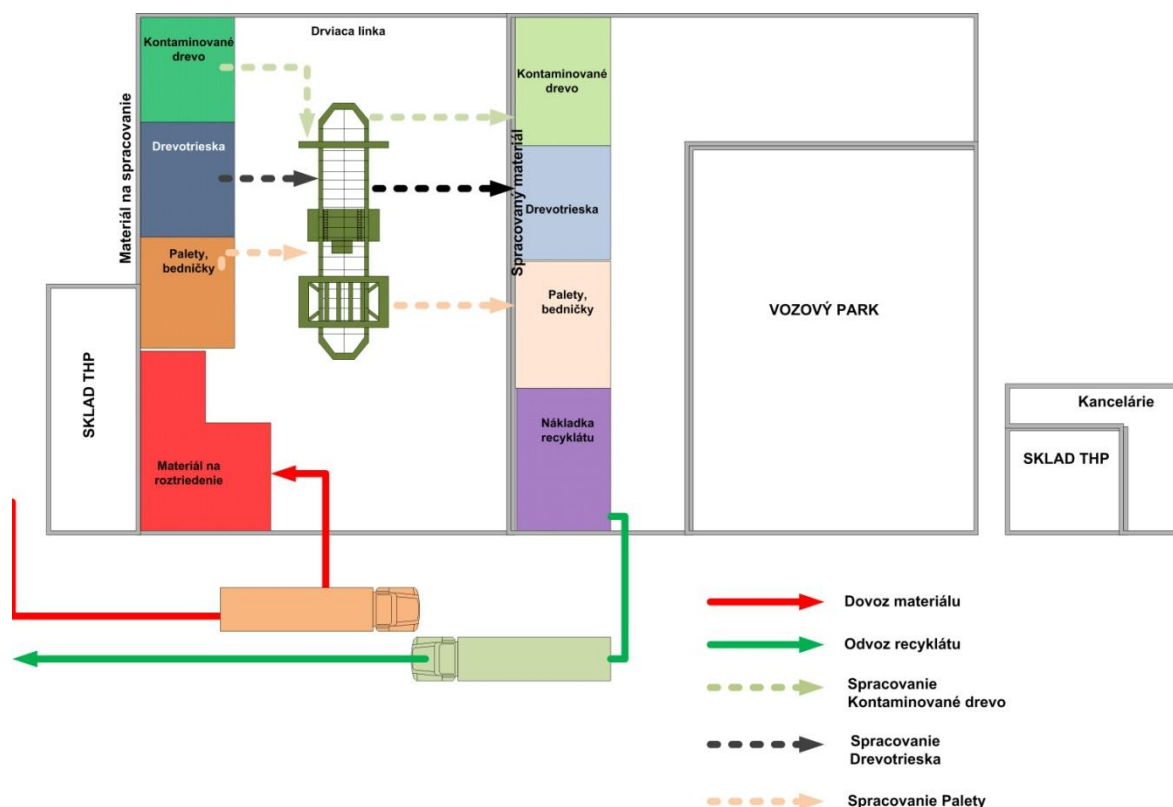 Drviaca linka
Kontaminované
drevo
Drevotrieska
Palety,
bedničky
Materiál na
roztriedenie
Materiál na spracovanie
SKLAD THP
Spracovaný materiál
Kontaminované
drevo
Drevotrieska
Palety,
bedničky
Nákladka
recyklátu
VOZOVÝ PARK
Kancelárie
SKLAD THP
Dovoz materiálu
Odvoz recyklátu
Spracovanie
Kontaminované drevo
Spracovanie
Drevotrieska
Spracovanie Palety